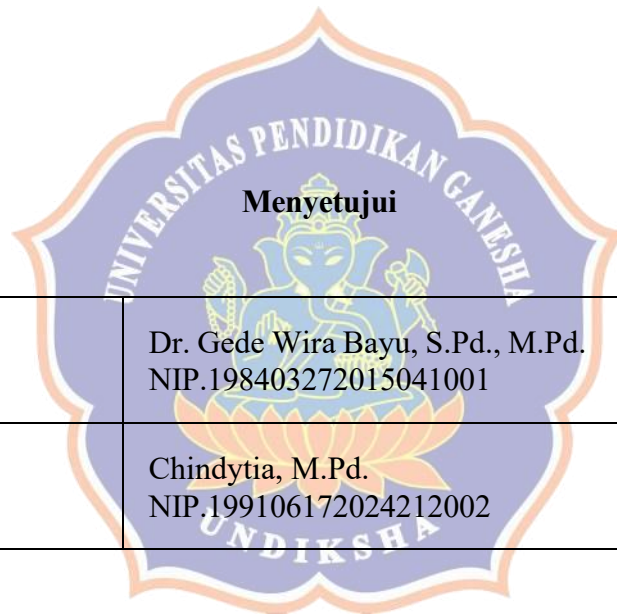 UNIVERSITAS PENDIDIKAN GANESHA
Menyetujui
Dr. Gede Wira Bayu, S.Pd., M.Pd.
NIP.198403272015041001
Chindytia, M.Pd.
NIP.199106172024212002
UNDIKSHA